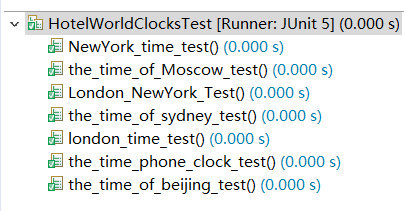 HotelWorldClocksTest [Runner: JUnit 5] (0.000 s)
NewYork_time_test() (0.000 s)
the_time_of_Moscow_test() (0.000 s)
London_NewYork_Test() (0.000 s)
the_time_of_sydney_test() (0.000 s)
london_time_test() (0.000 s)
the_time_phone_clock_test() (0.000 s)
the_time_of_beijing_test() (0.000 s)